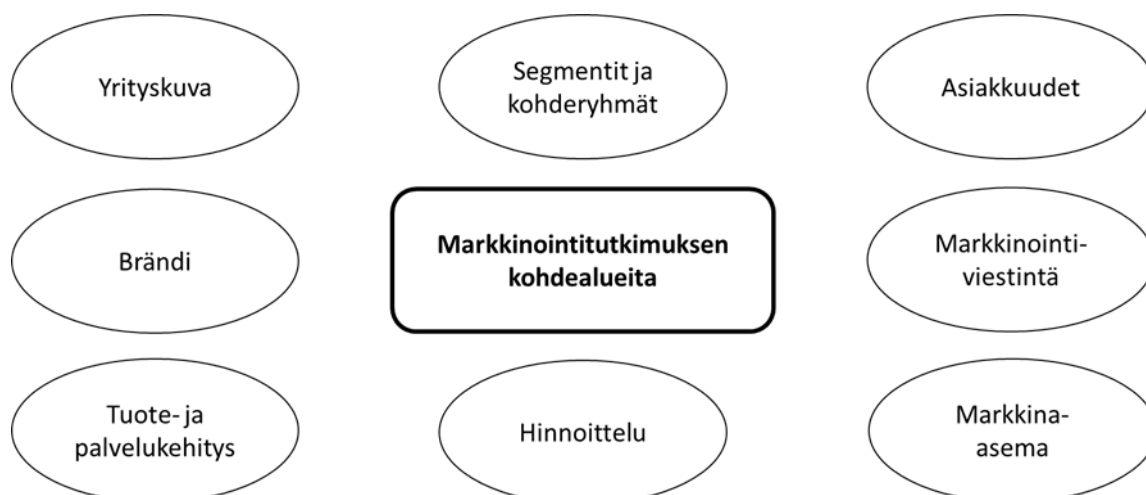 Yrityskuva
Segmentit ja
kohderyhmät
Asiakkuudet
Brändi
Markkinointitutkimuksen
kohdealueita
Markkinointi-
viestintä
Tuote- ja
palvelukehitys
Hinnoittelu
Markkina-
asema